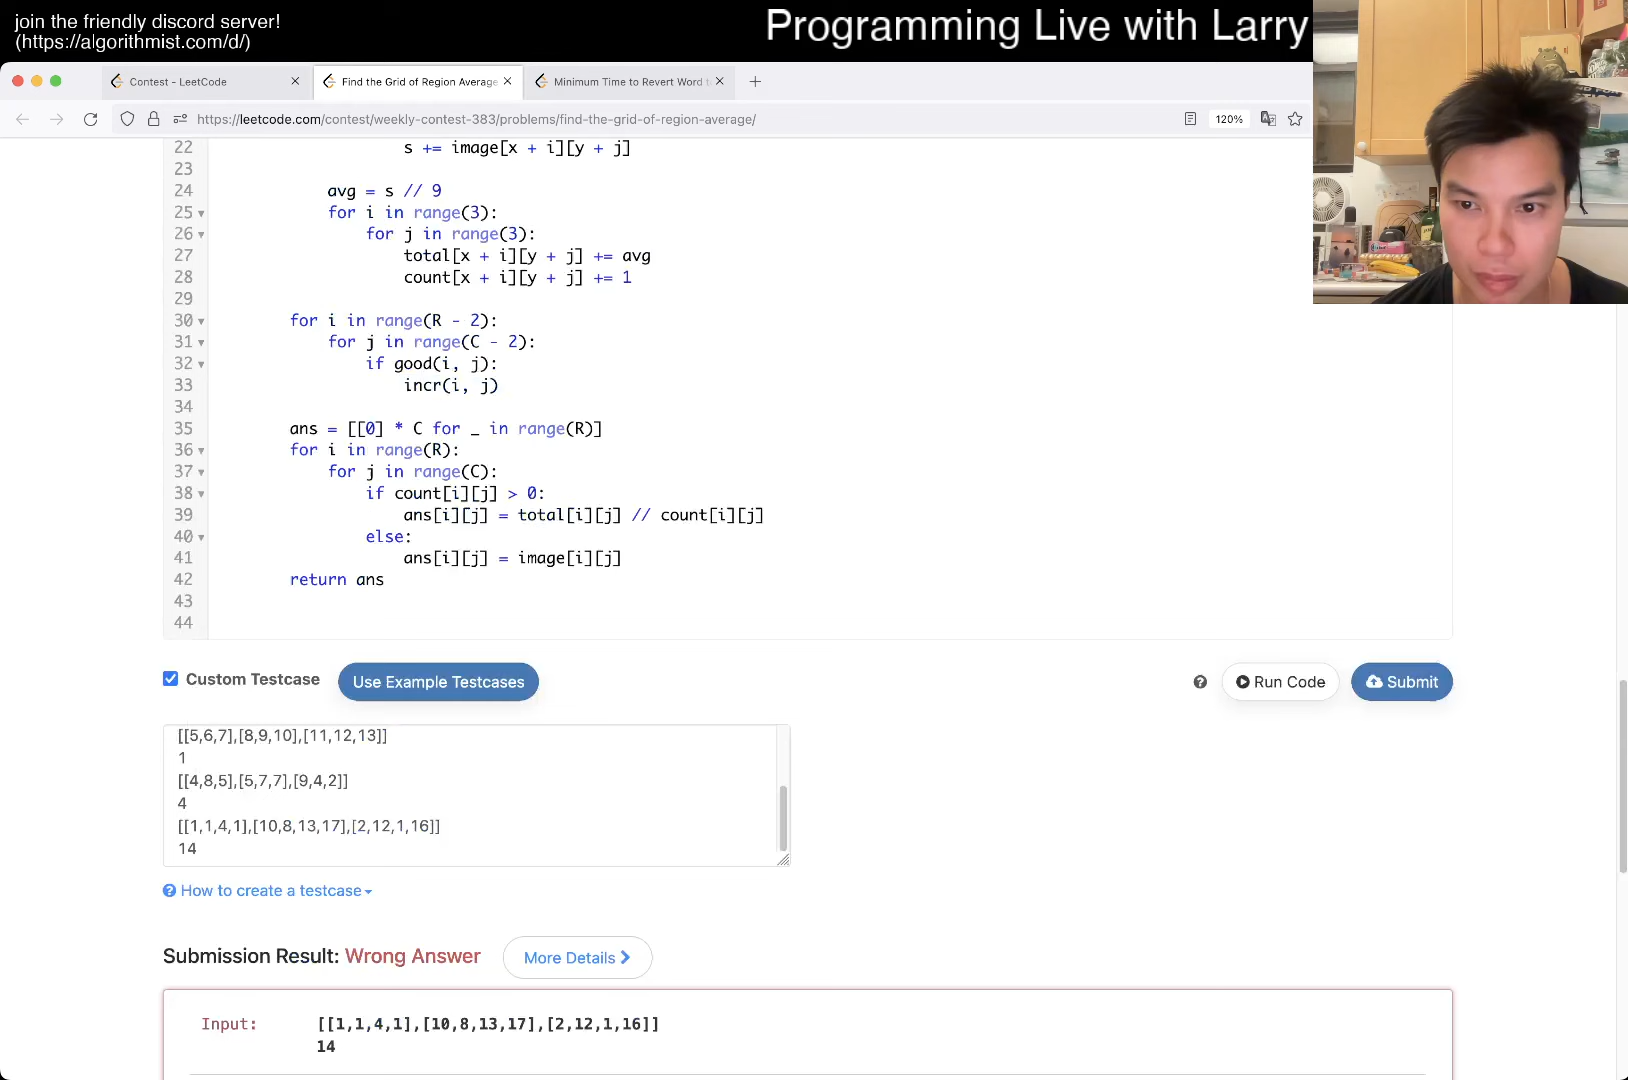 join the friendly discord server!
(https://algorithmist.com/d/)
Programming Live with Larry
Contest - LeetCode
Find the Grid of Region Average
Minimum Time to Revert Word t
https://leetcode.com/contest/weekly-contest-383/problems/find-the-grid-of-region-average/
120%
22 s += image[x + i][y + j]
23
24 avg = s // 9
25 for i in range(3):
26 for j in range(3):
27 total[x + i][y + j] += avg
28 count[x + i][y + j] += 1
29
30 for i in range(R - 2):
31 for j in range(C - 2):
32 if good(i, j):
33 incr(i, j)
34
35 ans = [[0] * C for _ in range(R)]
36 for i in range(R):
37 for j in range(C):
38 if count[i][j] > 0:
39 ans[i][j] = total[i][j] // count[i][j]
40 else:
41 ans[i][j] = image[i][j]
42 return ans
43
44
Custom Testcase
Use Example Testcases
Run Code
Submit
[[5,6,7],[8,9,10],[11,12,13]]
1
[[4,8,5],[5,7,7],[9,4,2]]
4
[[1,1,4,1],[10,8,13,17],[2,12,1,16]]
14
How to create a testcase
Submission Result: Wrong Answer
More Details
Input: [[1,1,4,1],[10,8,13,17],[2,12,1,16]]
14